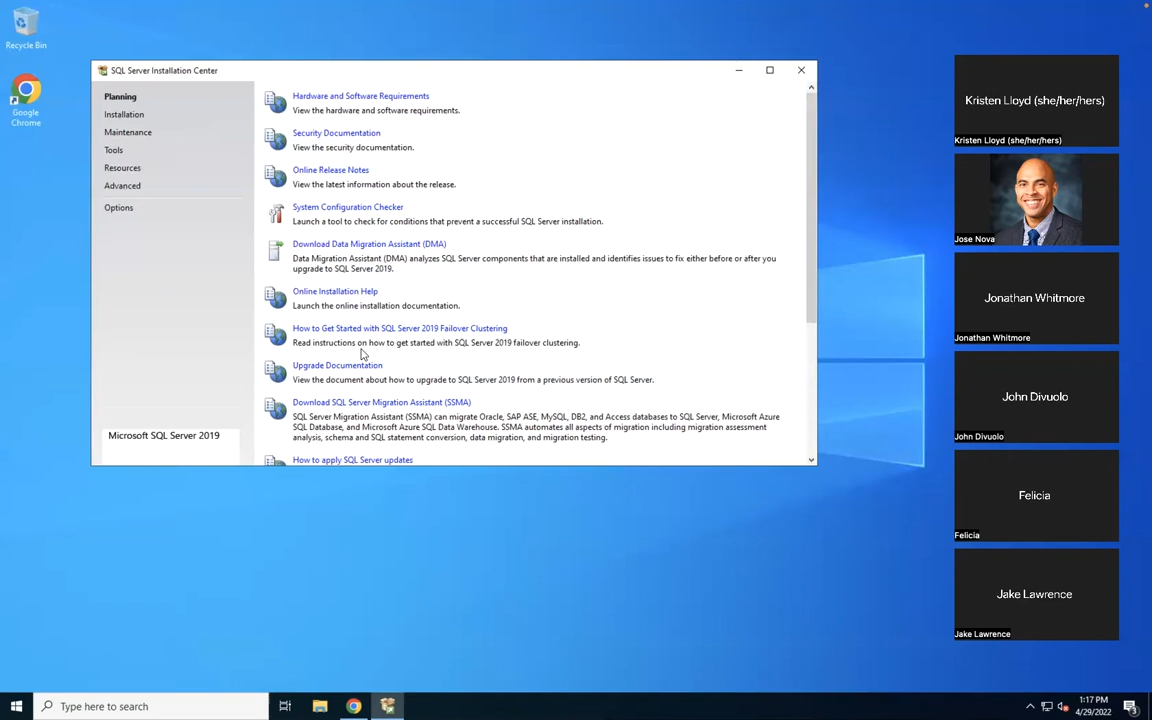 Recycle Bin
Google
Chrome
SQL Server Installation Center
Planning
Installation
Maintenance
Tools
Resources
Advanced
Options
Microsoft SQL Server 2019
Hardware and Software Requirements
View the hardware and software requirements.
Security Documentation
View the security documentation.
Online Release Notes
View the latest information about the release.
System Configuration Checker
Launch a tool to check for conditions that prevent a successful SQL Server installation.
Download Data Migration Assistant (DMA)
Data Migration Assistant (DMA) analyzes SQL Server components that are installed and identifies issues to fix either before or after you
upgrade to SQL Server 2019.
Online Installation Help
Launch the online installation documentation.
How to Get Started with SQL Server 2019 Failover Clustering
Read instructions on how to get started with SQL Server 2019 failover clustering.
Upgrade Documentation
View the document about how to upgrade to SQL Server 2019 from a previous version of SQL Server.
Download SQL Server Migration Assistant (SSMA)
SQL Server Migration Assistant (SSMA) can migrate Oracle, SAP ASE, MySQL, DB2, and Access databases to SQL Server, Microsoft Azure
SQL Database, and Microsoft Azure SQL Data Warehouse. SSMA automates all aspects of migration including migration assessment
analysis, schema and SQL statement conversion, data migration, and migration testing.
How to apply SQL Server updates
Kristen Lloyd (she/her/hers)
Kristen Lloyd (she/her/hers)
Jose Nova
Jonathan Whitmore
Jonathan Whitmore
John Divuolo
John Divuolo
Felicia
Felicia
Jake Lawrence
Jake Lawrence
Type here to search
1:17 PM
4/29/2022
3